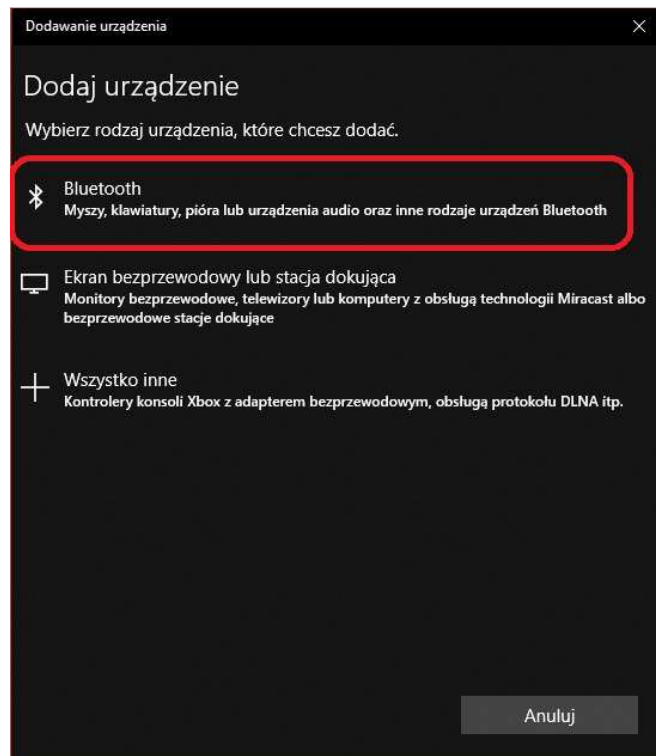 Dodawanie urządzenia
Dodaj urządzenie
Wybierz rodzaj urządzenia, które chcesz dodać.
Bluetooth
Myszy, klawiatury, pióra lub urządzenia audio oraz inne rodzaje urządzeń Bluetooth
Ekran bezprzewodowy lub stacja dokująca
Monitory bezprzewodowe, telewizory lub komputery z obsługą technologii Miracast albo
bezprzewodowe stacje dokujące
Wszystko inne
Kontrolery konsoli Xbox z adapterem bezprzewodowym, obsługą protokołu DLNA itp.
Anuluj